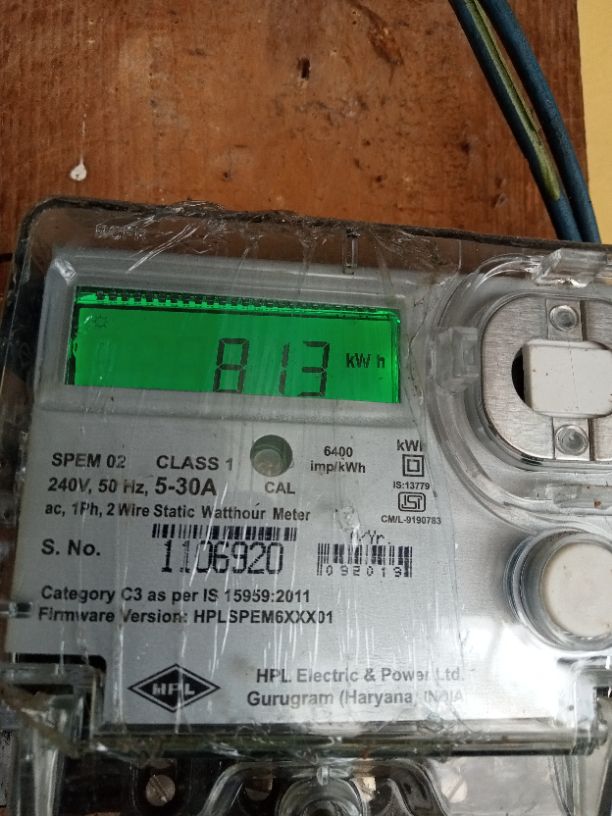 813 kWh
SPEM 02 CLASS 1 6400 imp/kWh kWh
240V, 50 Hz, 5-30A CAL IS:13779
ac, 1Ph, 2 Wire Static Watthour Meter CM/L-9190783
S. No. 1106920 092019
Category C3 as per IS 15959:2011
Firmware Version: HPLSPEM6XXX01
HPL
HPL Electric & Power Ltd.
Gurugram (Haryana) INDIA